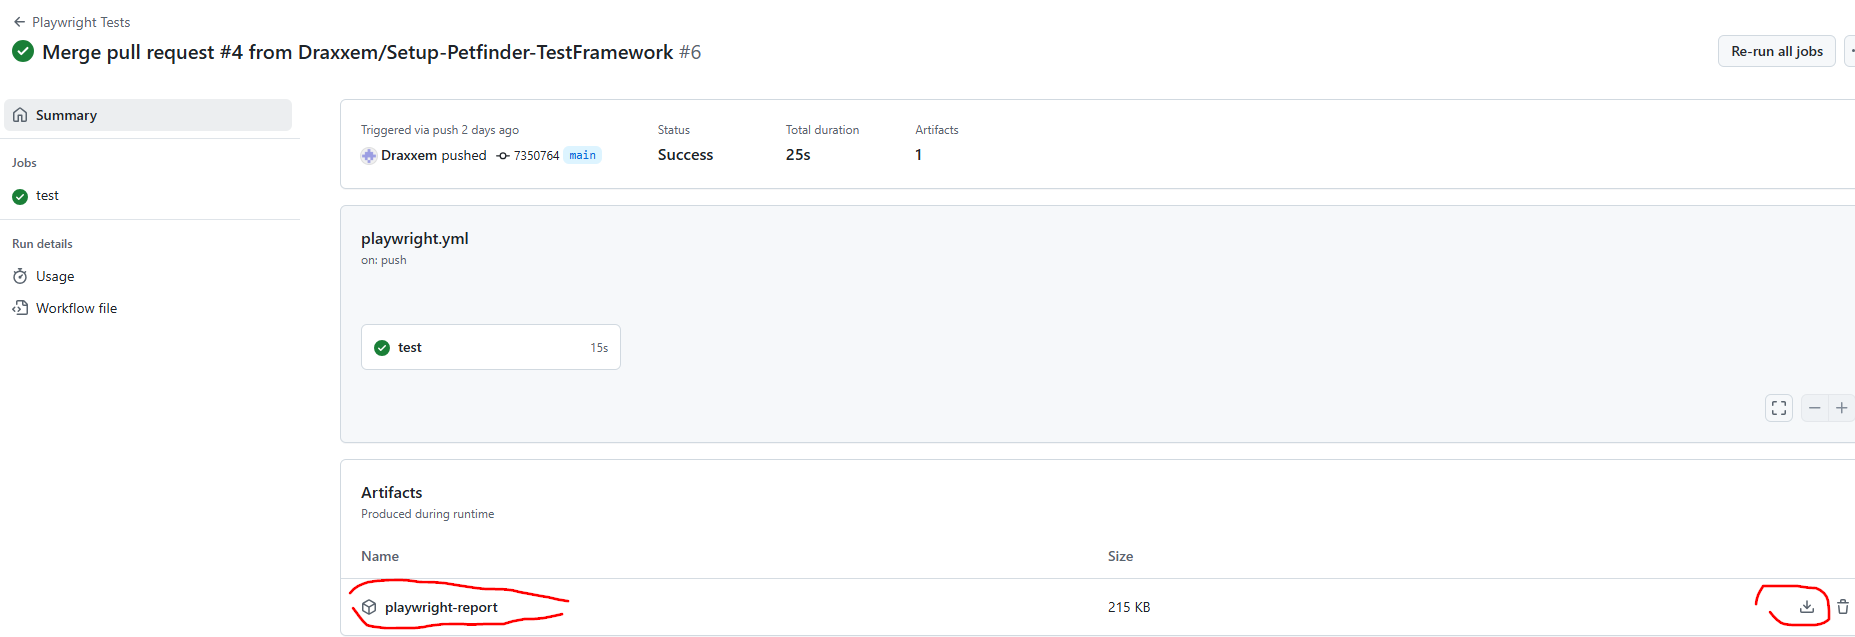 Playwright Tests
Merge pull request #4 from Draxxem/Setup-Petfinder-TestFramework #6
Re-run all jobs
Summary
Jobs
test
Run details
Usage
Workflow file
Triggered via push 2 days ago
Draxxem pushed 7350764 main
Status
Success
Total duration
25s
Artifacts
1
playwright.yml
on: push
test 15s
Artifacts
Produced during runtime
Name Size
playwright-report 215 KB